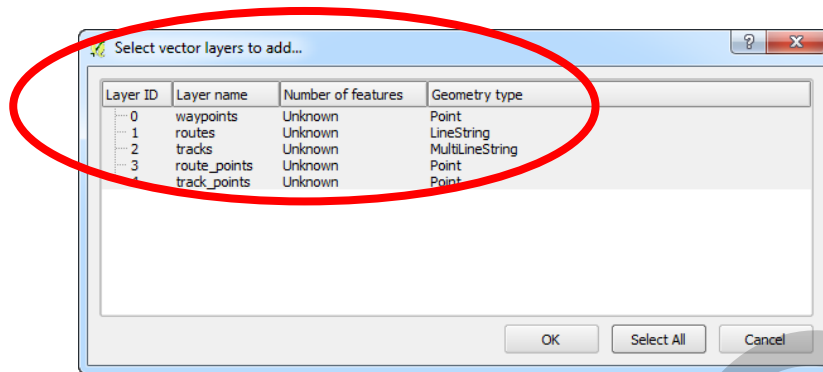 Select vector layers to add...
Layer ID Layer name Number of features Geometry type
0 waypoints Unknown Point
1 routes Unknown LineString
2 tracks Unknown MultiLineString
3 route_points Unknown Point
track_points Unknown Point
OK Select All Cancel